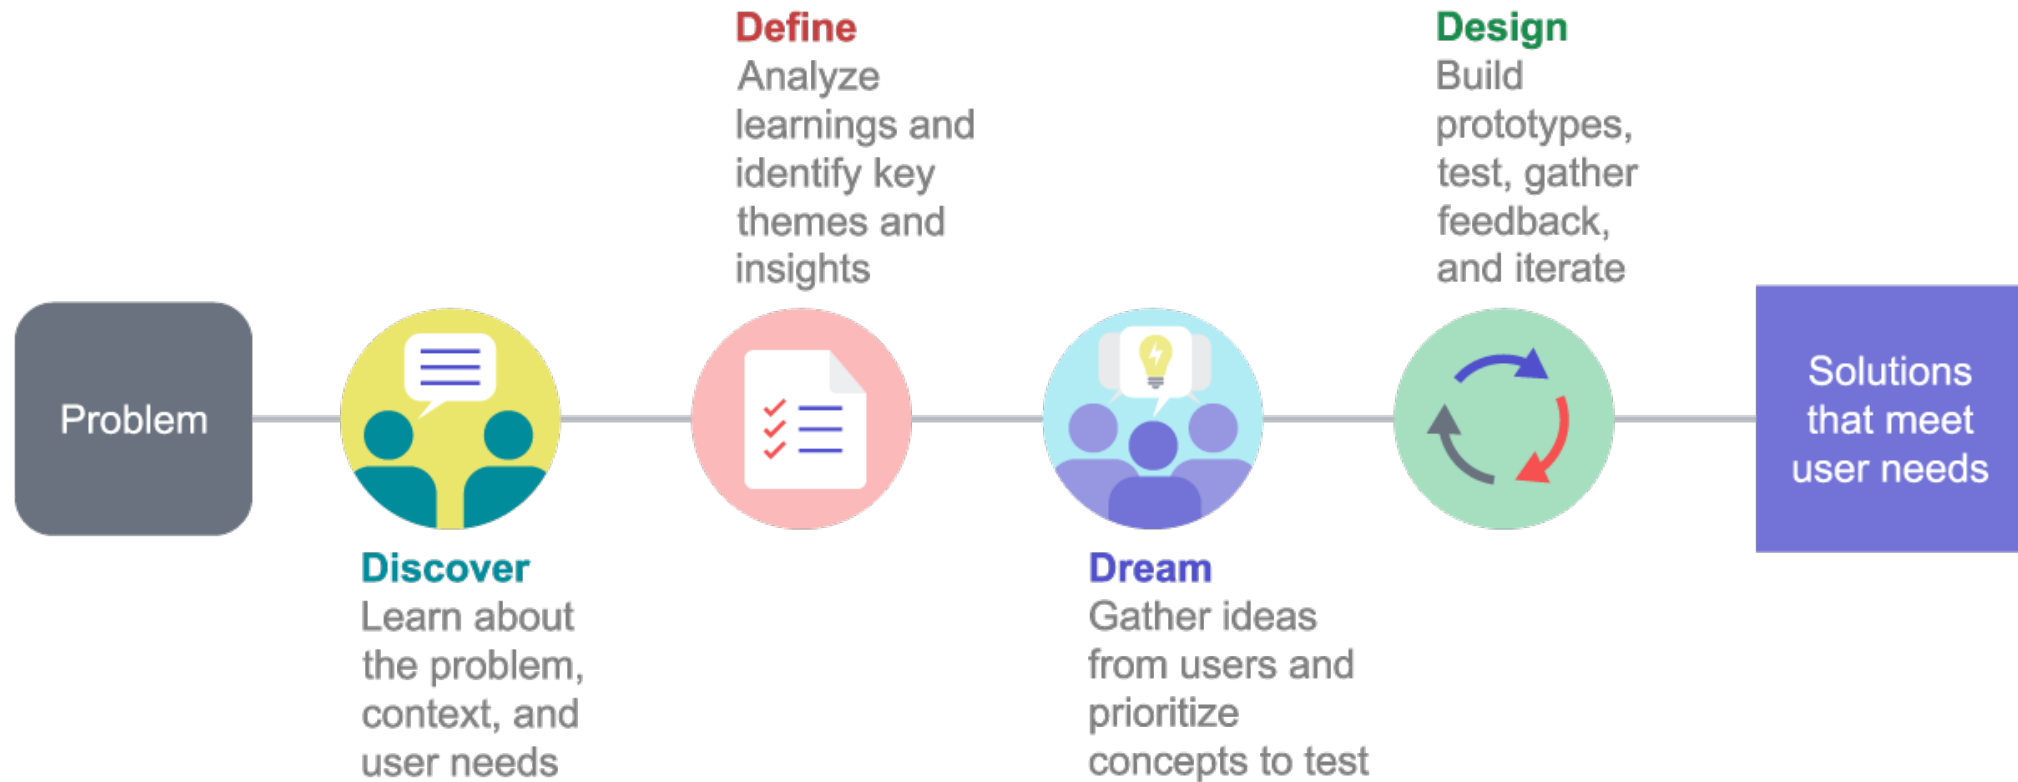 Problem
Discover
Learn about
the problem,
context, and
user needs
Define
Analyze
learnings and
identify key
themes and
insights
Dream
Gather ideas
from users and
prioritize
concepts to test
Design
Build
prototypes,
test, gather
feedback,
and iterate
Solutions
that meet
user needs